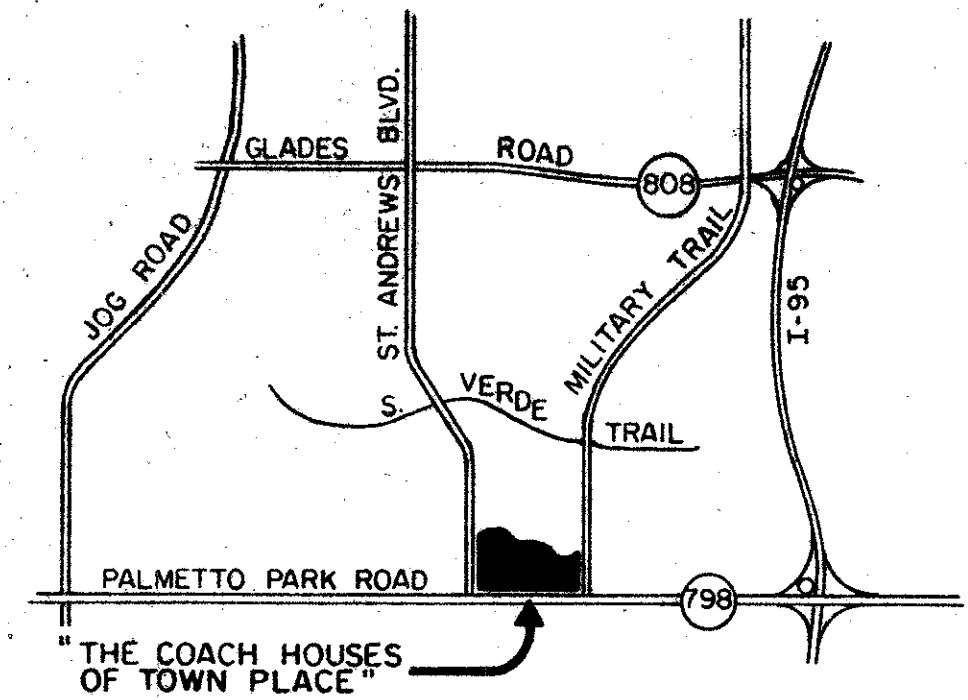 GLADES ROAD
808
ST. ANDREWS BLVD.
JOG ROAD
MILITARY TRAIL
I-95
S. VERDE TRAIL
PALMETTO PARK ROAD
798
"THE COACH HOUSES
OF TOWN PLACE"